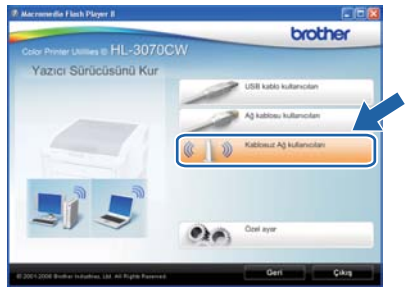 Macromedia Flash Player 8
brother
Color Printer Utilities to HL-3070CW
Yazıcı Sürücüsünü Kur
USB kablo kullanıcıları
Ağ kablosu kullanıcıları
Kablosuz Ağ kullanıcıları
Özel ayar
© 2001-2008 Brother Industries, Ltd. All Rights Reserved.
Geri
Çıkış